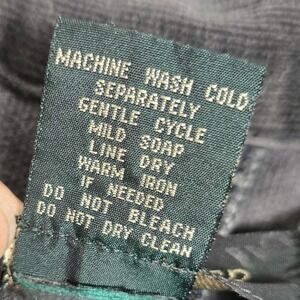 MACHINE WASH COLD
SEPARATELY
GENTLE CYCLE
MILD SOAP
LINE DRY
WARM IRON
IF NEEDED
DO NOT BLEACH
DO NOT DRY CLEAN